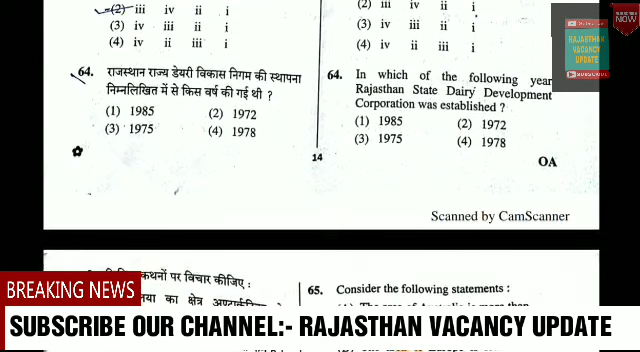 (2) iii iv ii i
(3) iv iii ii i
(4) iv ii iii i
64. राजस्थान राज्य डेयरी विकास निगम की स्थापना
निम्नलिखित में से किस वर्ष की गई थी ?
(1) 1985 (2) 1972
(3) 1975 (4) 1978
(2) iii iv ii i
(3) iv iii ii i
(4) iv ii iii i
64. In which of the following year
Rajasthan State Dairy Development
Corporation was established ?
(1) 1985 (2) 1972
(3) 1975 (4) 1978
14
OA
Scanned by CamScanner
कथनों पर विचार कीजिए :
का क्षेत्र
65. Consider the following statements :
RAJASTHAN
VACANCY
UPDATE
SUBSCRIBE
SUBSCRIBE
NOW
BREAKING NEWS
SUBSCRIBE OUR CHANNEL:- RAJASTHAN VACANCY UPDATE